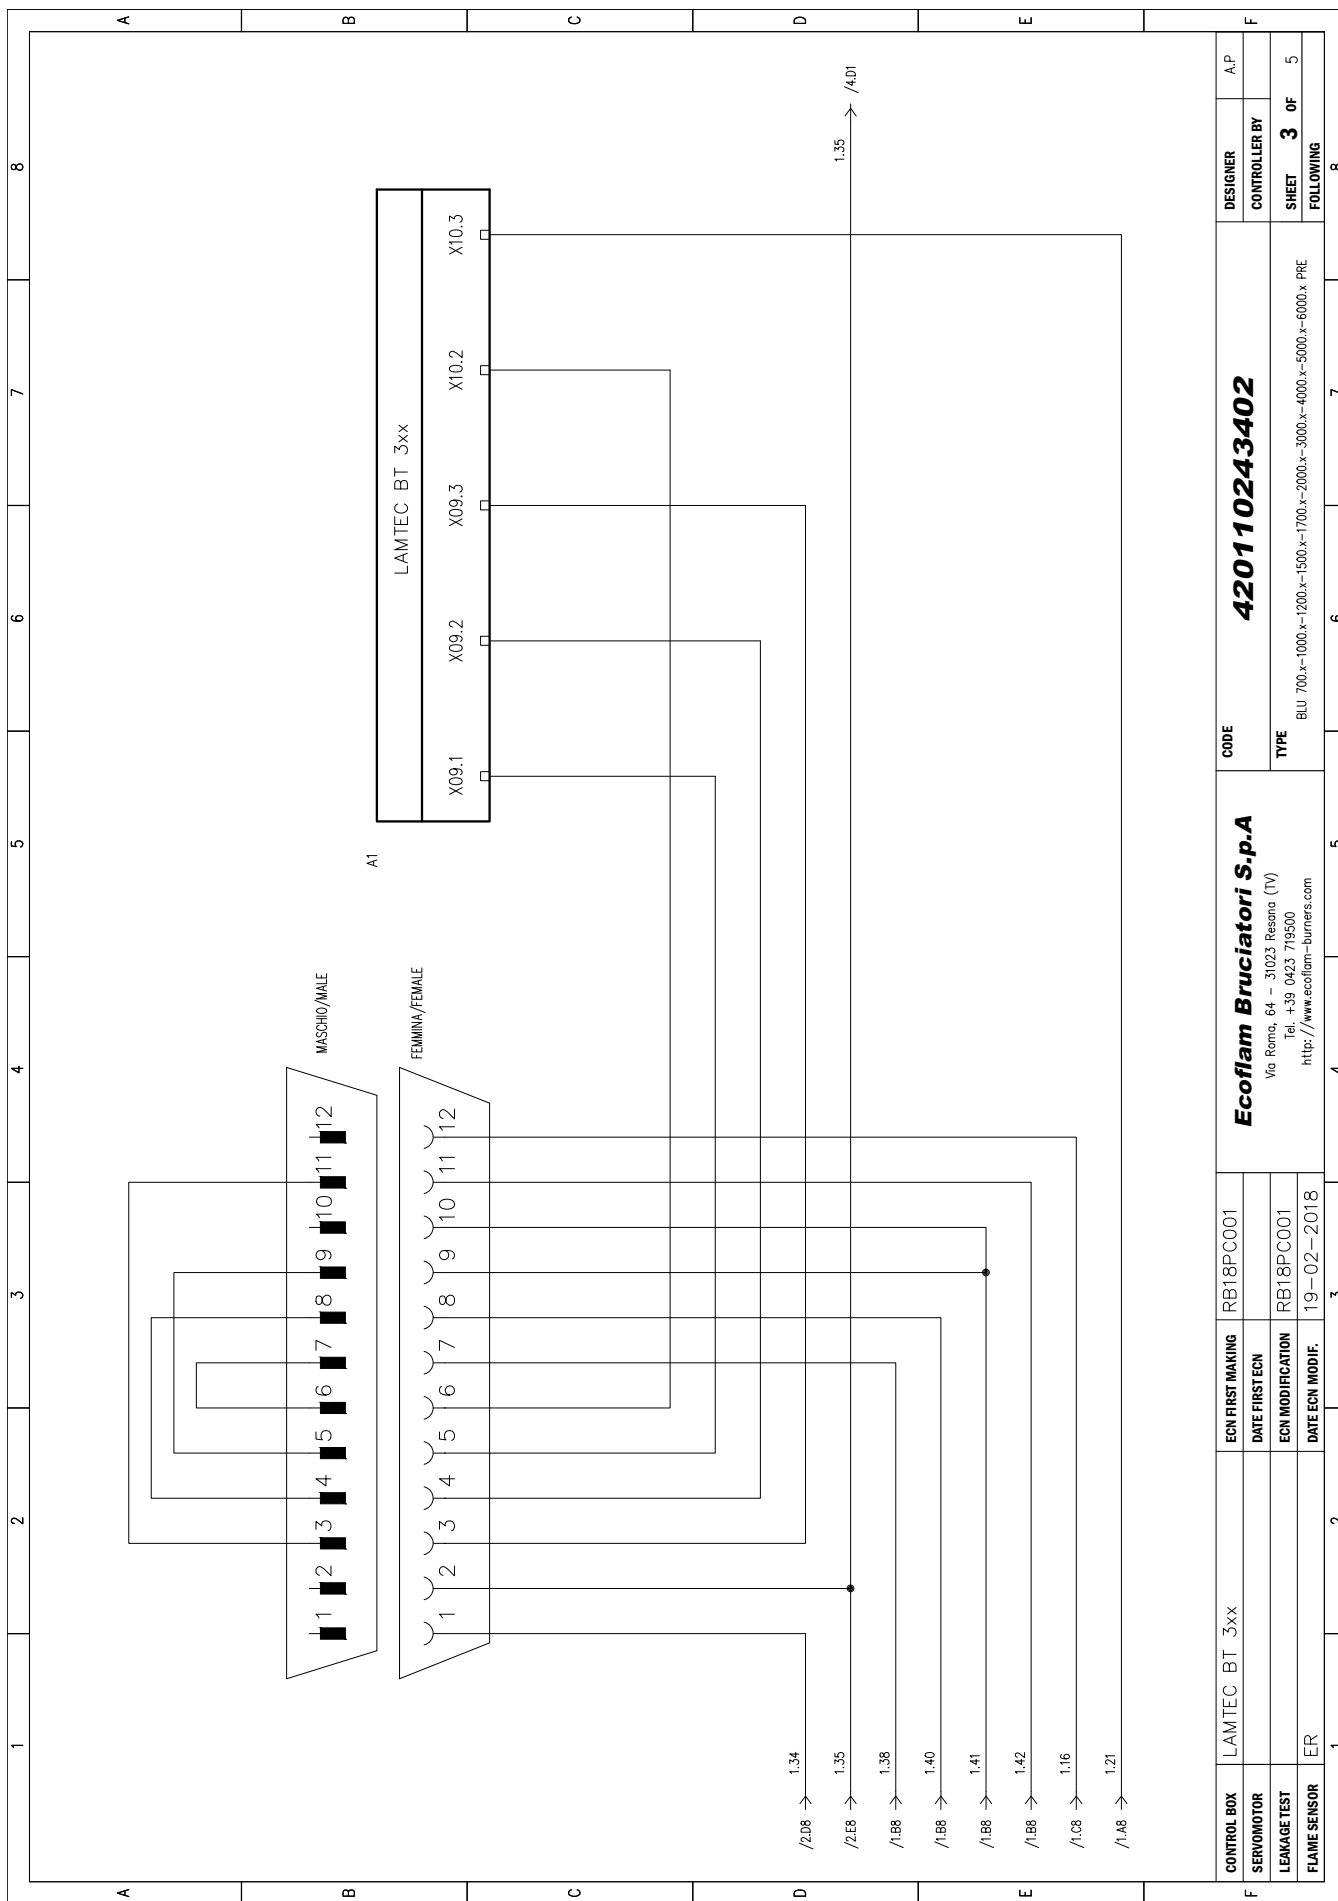 1 2 3 4 5 6 7 8
A
B
C
D
E
F
MASCHIO/MALE
1 2 3 4 5 6 7 8 9 10 11 12
FEMMINA/FEMALE
1 2 3 4 5 6 7 8 9 10 11 12
A1
LAMTEC BT 3xx
X09.1 X09.2 X09.3 X10.2 X10.3
/2.D8 1.34
/2.E8 1.35 1.35 /4.D1
/1.B8 1.38
/1.B8 1.40
/1.B8 1.41
/1.B8 1.42
/1.C8 1.16
/1.A8 1.21
A
B
C
D
E
F
CONTROL BOX LAMTEC BT 3xx
SERVOMOTOR
LEAKAGE TEST
FLAME SENSOR ER
ECN FIRST MAKING RB18PC001
DATE FIRST ECN
ECN MODIFICATION RB18PC001
DATE ECN MODIF. 19-02-2018
Ecoflam Bruciatori S.p.A
Via Roma, 64 - 31023 Resana (TV)
Tel. +39 0423 719500
http://www.ecoflam-burners.com
CODE
420110243402
TYPE
BLU 700.x-1000.x-1200.x-1500.x-1700.x-2000.x-3000.x-4000.x-5000.x-6000.x PRE
DESIGNER A.P
CONTROLLER BY
SHEET 3 OF 5
FOLLOWING
1 2 3 4 5 6 7 8